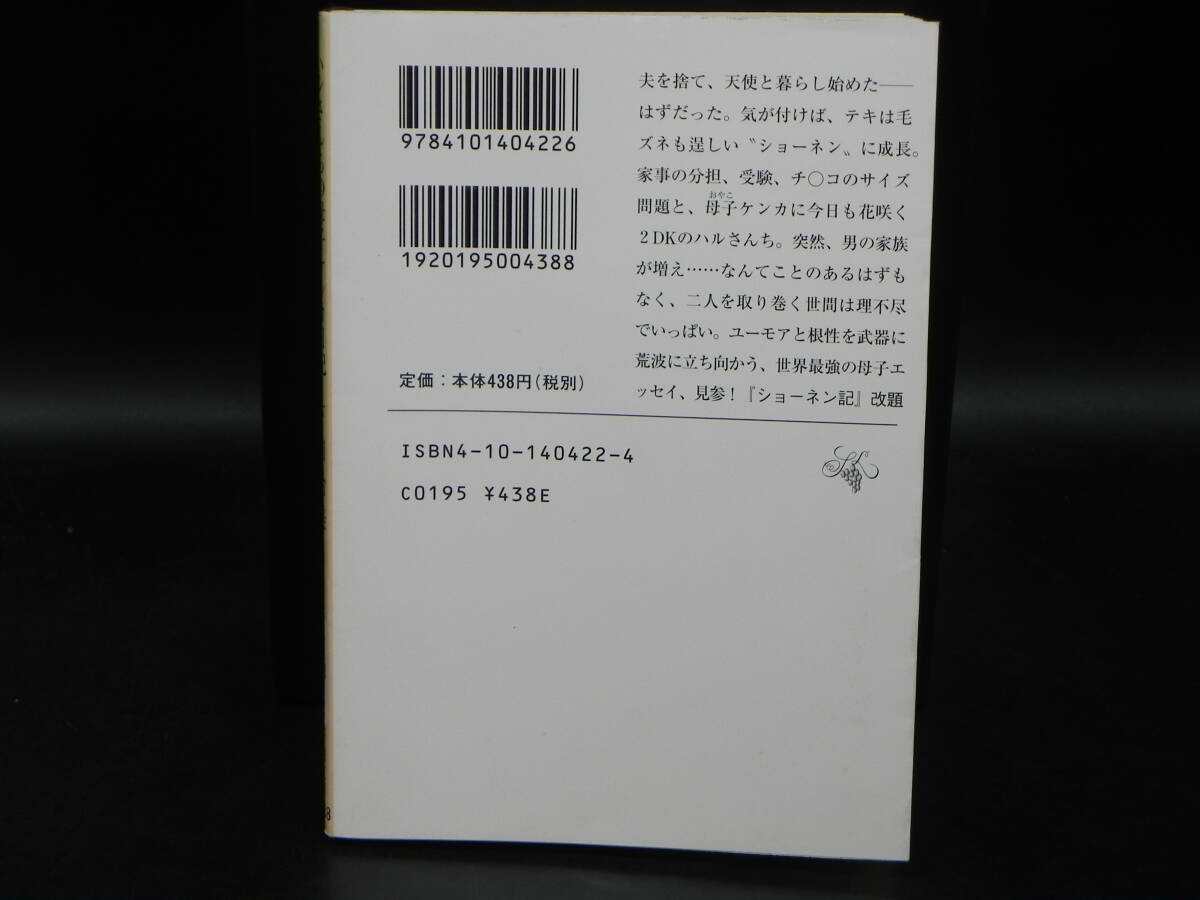 9784101404226
1920195004388
定価：本体438円(税別)
ISBN4-10-140422-4
C0195 ¥438E
夫を捨て、天使と暮らし始めた――
はずだった。気が付けば、テキは毛
ズネも逞しい〝ショーネン〟に成長。
家事の分担、受験、チ○コのサイズ
おやこ
問題と、母子ケンカに今日も花咲く
２DKのハルさんち。突然、男の家族
が増え……なんてことのあるはずも
なく、二人を取り巻く世間は理不尽
でいっぱい。ユーモアと根性を武器に
荒波に立ち向かう、世界最強の母子エ
ッセイ、見参！『ショーネン記』改題